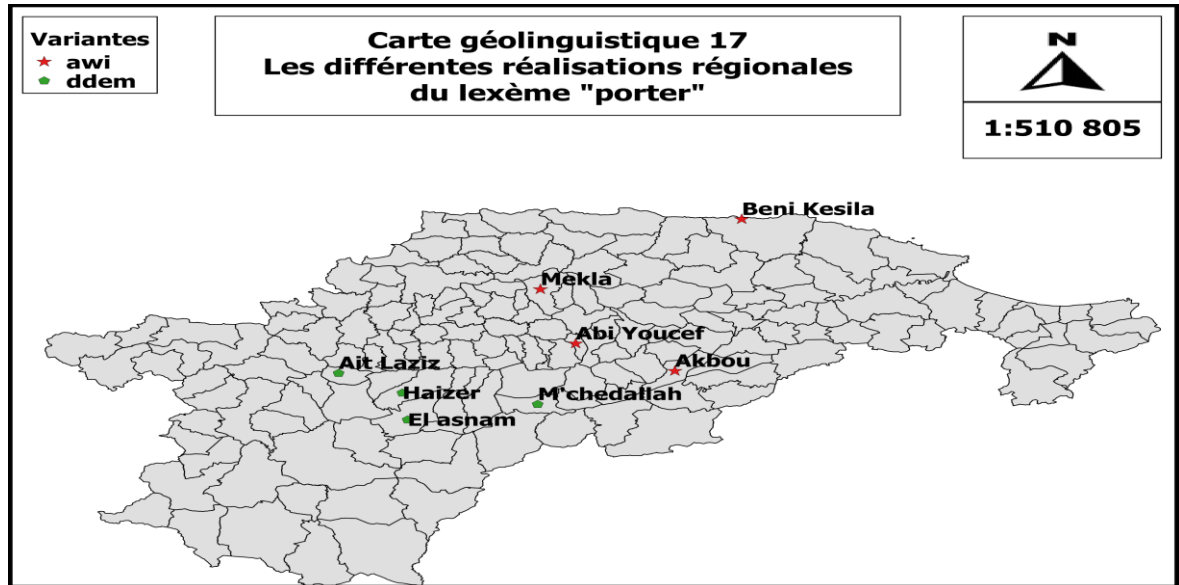 Variantes
awi
ddem
Carte géolinguistique 17
Les différentes réalisations régionales
du lexème "porter"
N
1:510 805
Beni Kesila
Mekla
Abi Youcef
Akbou
Ait Laziz
Haizer
M'chedallah
El asnam